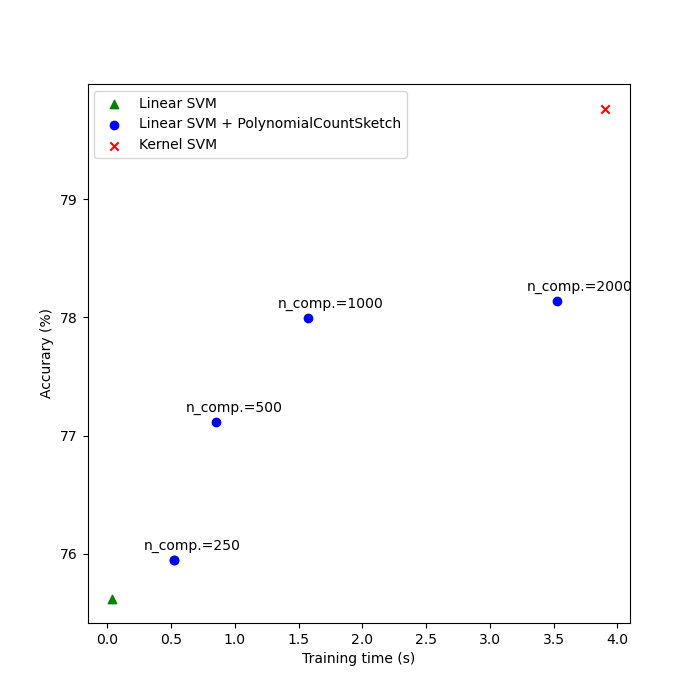 Linear SVM
Linear SVM + PolynomialCountSketch
Kernel SVM
79
n_comp.=2000
n_comp.=1000
78
Accurary (%)
n_comp.=500
77
n_comp.=250
76
0.0 0.5 1.0 1.5 2.0 2.5 3.0 3.5 4.0
Training time (s)